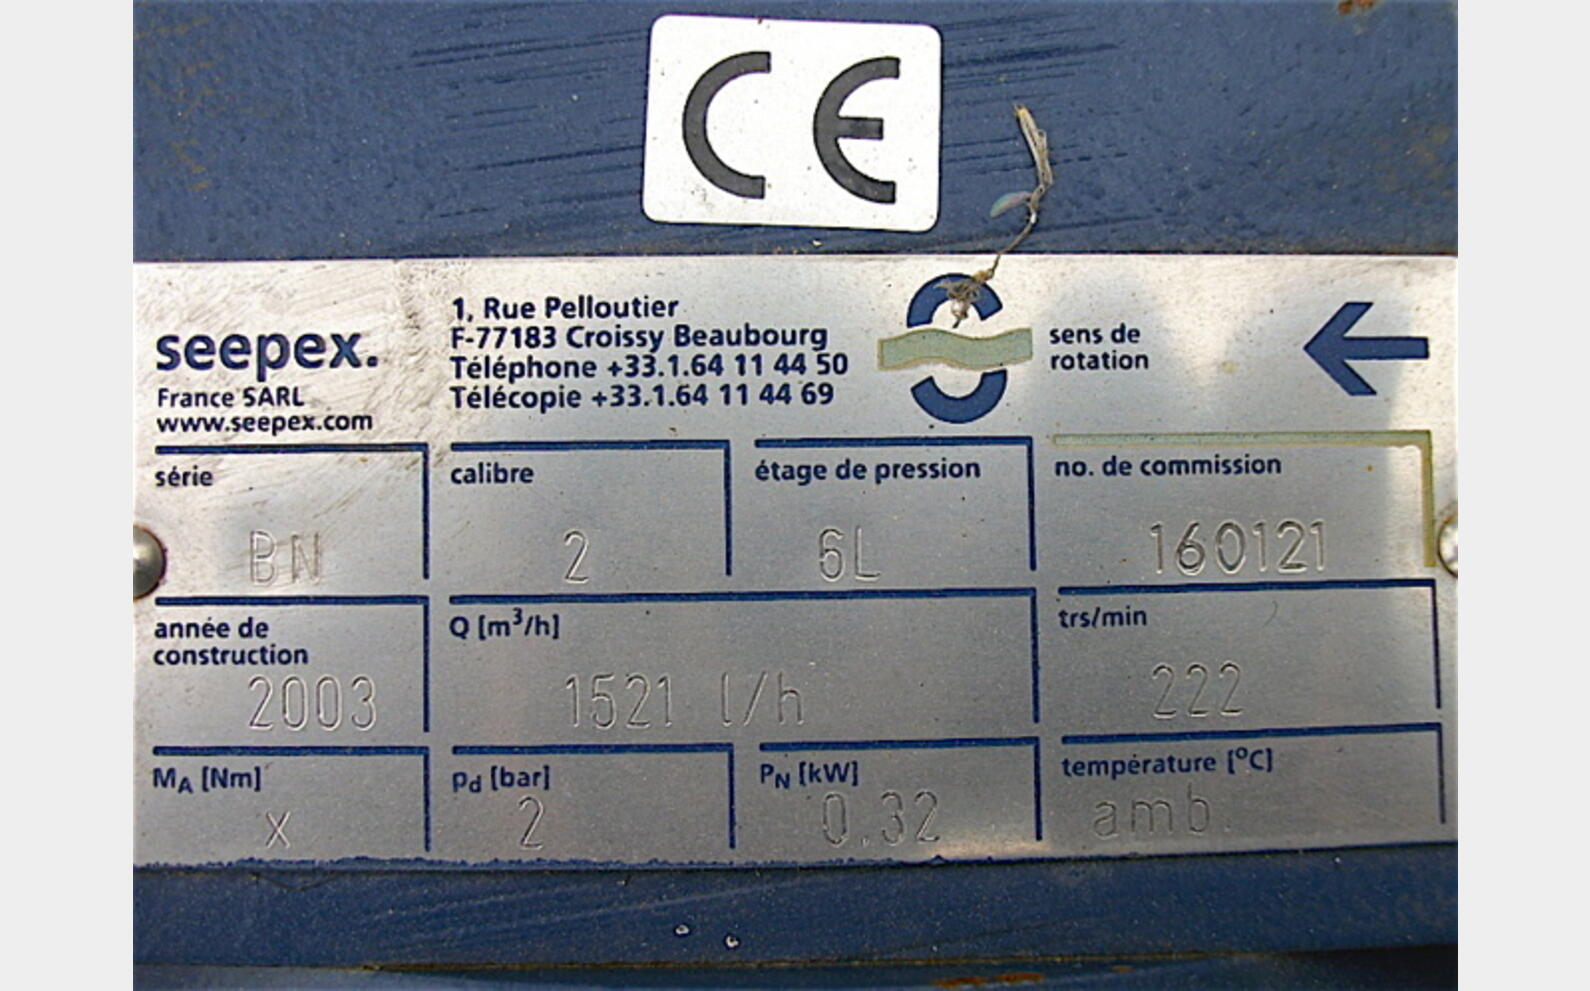 CE
seepex.
France SARL
www.seepex.com
1, Rue Pelloutier
F-77183 Croissy Beaubourg
Téléphone +33.1.64 11 44 50
Télécopie +33.1.64 11 44 69
sens de
rotation
série
BN
calibre
2
étage de pression
6L
no. de commission
160121
année de
construction
2003
Q [m³/h]
1521 l/h
trs/min
222
MA [Nm]
x
pd [bar]
2
PN [kW]
0.32
température [°C]
amb.